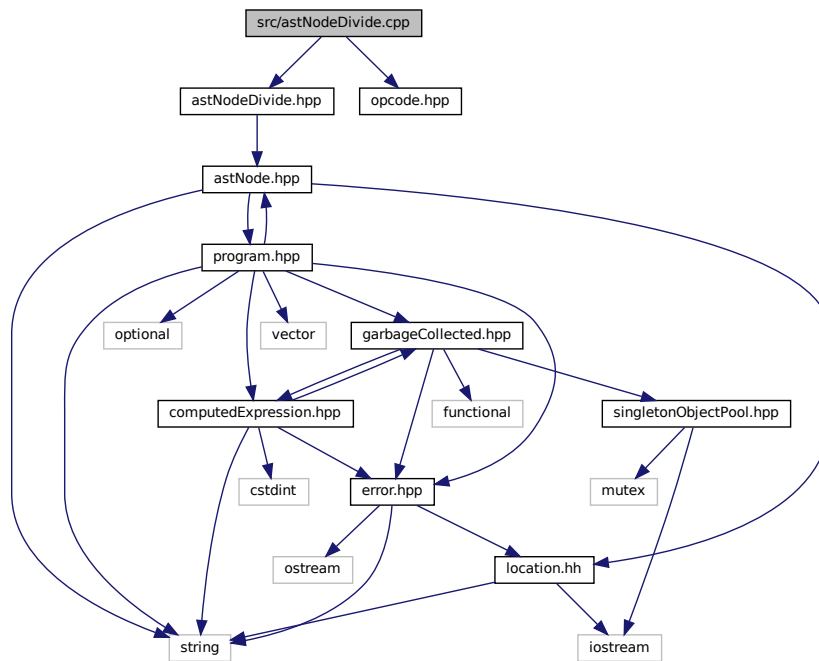 src/astNodeDivide.cpp
astNodeDivide.hpp
opcode.hpp
astNode.hpp
program.hpp
optional
vector
garbageCollected.hpp
computedExpression.hpp
functional
singletonObjectPool.hpp
cstdint
error.hpp
mutex
ostream
location.hh
string
iostream